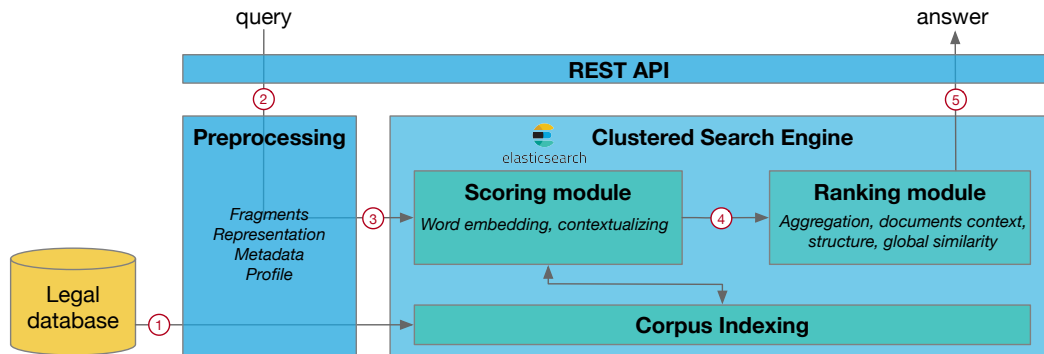 query
answer
REST API
2
5
Preprocessing
elasticsearch
Clustered Search Engine
Scoring module
Word embedding, contextualizing
Ranking module
Aggregation, documents context,
structure, global similarity
3
4
Fragments
Representation
Metadata
Profile
Legal
database
1
Corpus Indexing